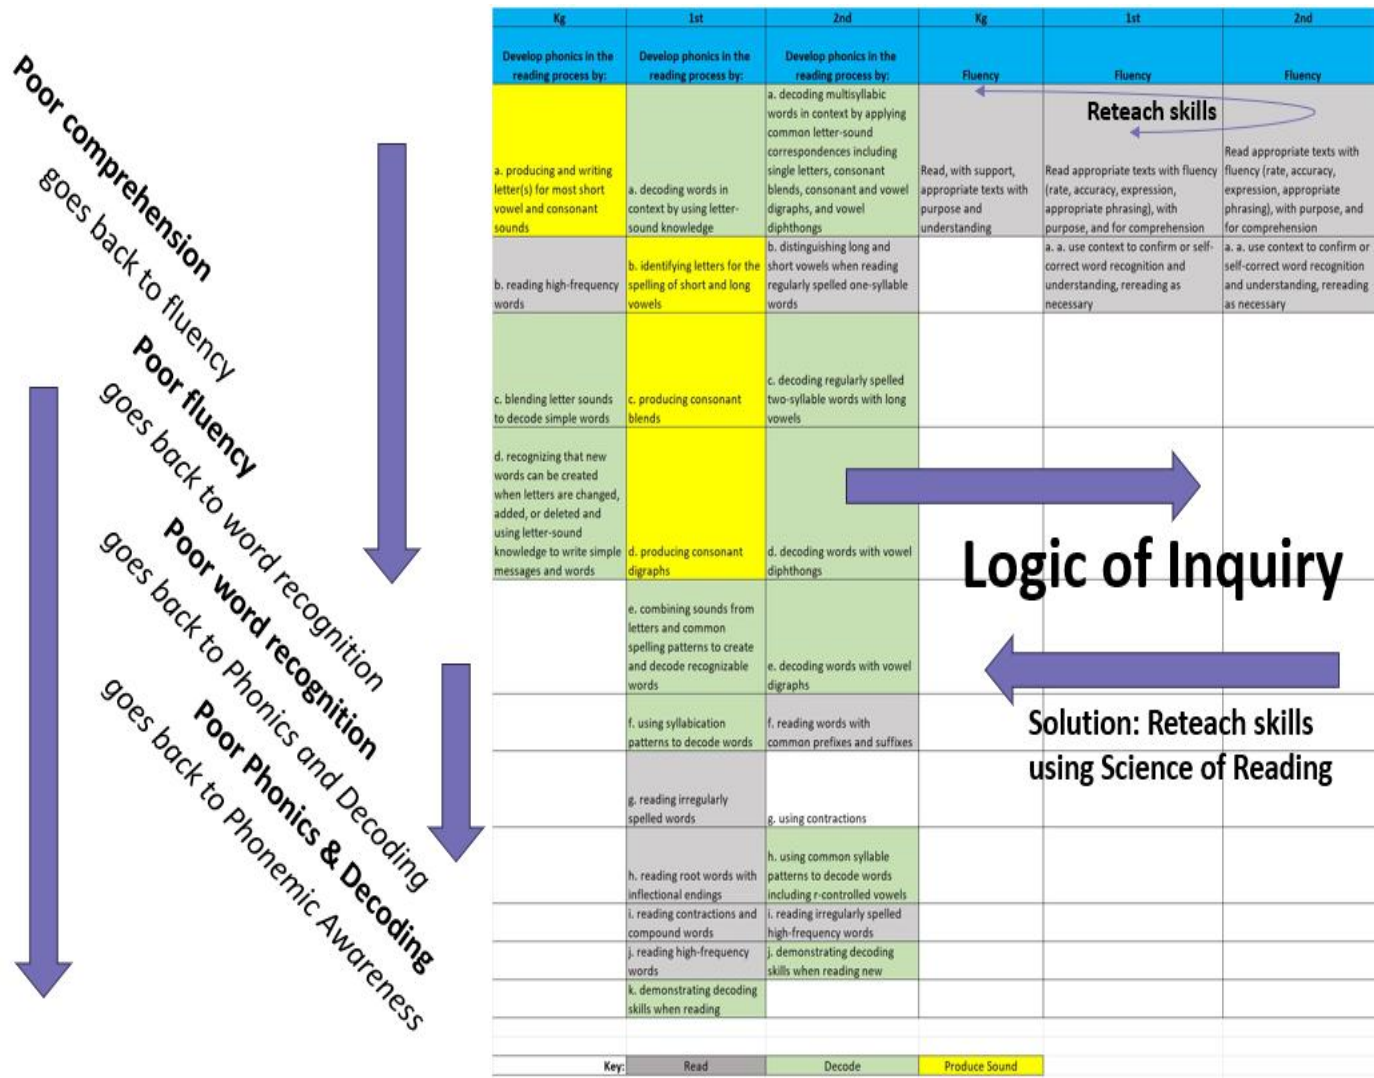 Poor comprehension
goes back to fluency
Poor fluency
goes back to word recognition
Poor word recognition
goes back to Phonics and Decoding
Poor Phonics & Decoding
goes back to Phonemic Awareness
Kg
1st
2nd
Kg
1st
2nd
Develop phonics in the
reading process by:
Develop phonics in the
reading process by:
Develop phonics in the
reading process by:
Fluency
Fluency
Fluency
a. producing and writing
letter(s) for most short
vowel and consonant
sounds
a. decoding words in
context by using letter-
sound knowledge
a. decoding multisyllabic
words in context by applying
common letter-sound
correspondences including
single letters, consonant
blends, consonant and vowel
digraphs, and vowel
diphthongs
Read, with support,
appropriate texts with
purpose and
understanding
Reteach skills
Read appropriate texts with fluency
(rate, accuracy, expression,
appropriate phrasing), with
purpose, and for comprehension
Read appropriate texts with
fluency (rate, accuracy,
expression, appropriate
phrasing), with purpose, and
for comprehension
b. reading high-frequency
words
b. identifying letters for the
spelling of short and long
vowels
b. distinguishing long and
short vowels when reading
regularly spelled one-syllable
words
a. a. use context to confirm or self-
correct word recognition and
understanding, rereading as
necessary
a. a. use context to confirm or
self-correct word recognition
and understanding, rereading
as necessary
c. blending letter sounds
to decode simple words
c. producing consonant
blends
c. decoding regularly spelled
two-syllable words with long
vowels
d. recognizing that new
words can be created
when letters are changed,
added, or deleted and
using letter-sound
knowledge to write simple
messages and words
d. producing consonant
digraphs
d. decoding words with vowel
diphthongs
Logic of Inquiry
e. combining sounds from
letters and common
spelling patterns to create
and decode recognizable
words
e. decoding words with vowel
digraphs
f. using syllabication
patterns to decode words
f. reading words with
common prefixes and suffixes
Solution: Reteach skills
using Science of Reading
g. reading irregularly
spelled words
g. using contractions
h. reading root words with
inflectional endings
h. using common syllable
patterns to decode words
including r-controlled vowels
i. reading contractions and
compound words
i. reading irregularly spelled
high-frequency words
j. reading high-frequency
words
j. demonstrating decoding
skills when reading new
k. demonstrating decoding
skills when reading
Key:
Read
Decode
Produce Sound